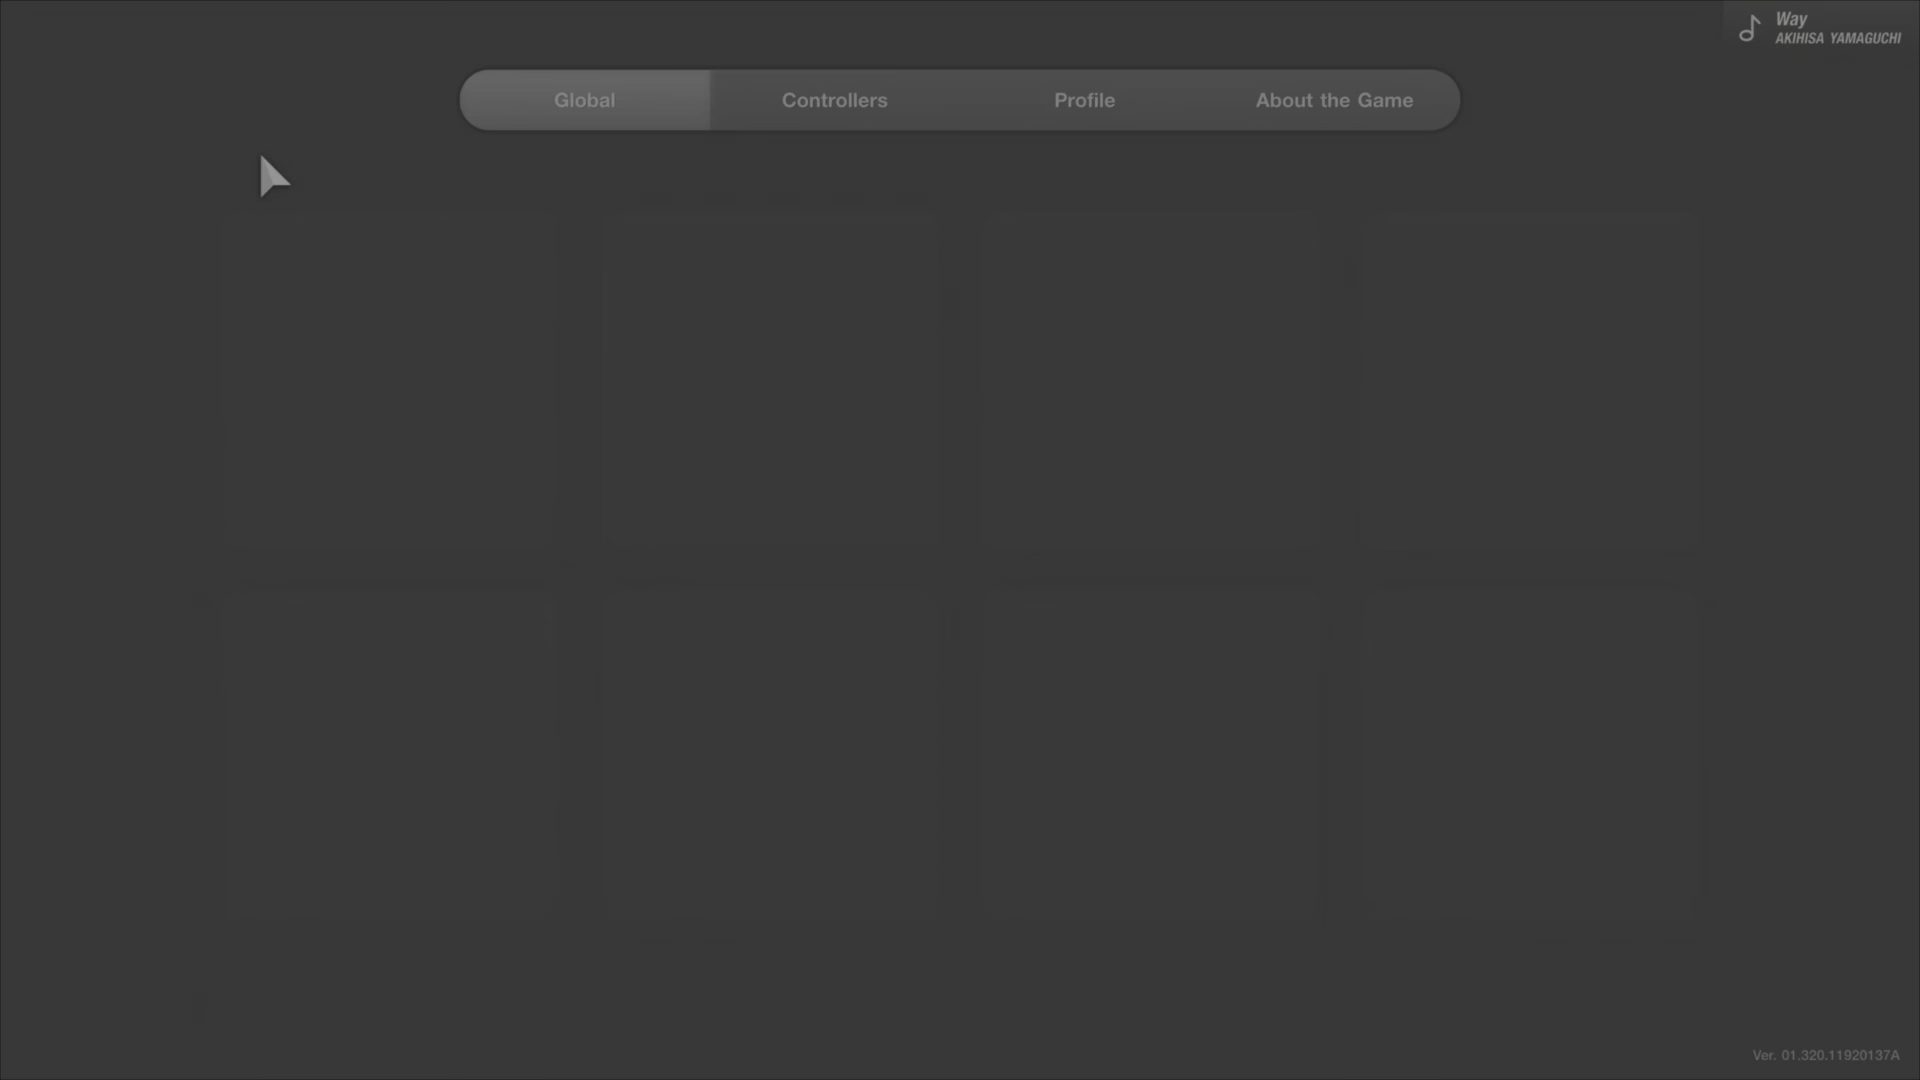 Way
AKIHISA YAMAGUCHI
Global
Controllers
Profile
About the Game
Ver. 01.320.11920137A